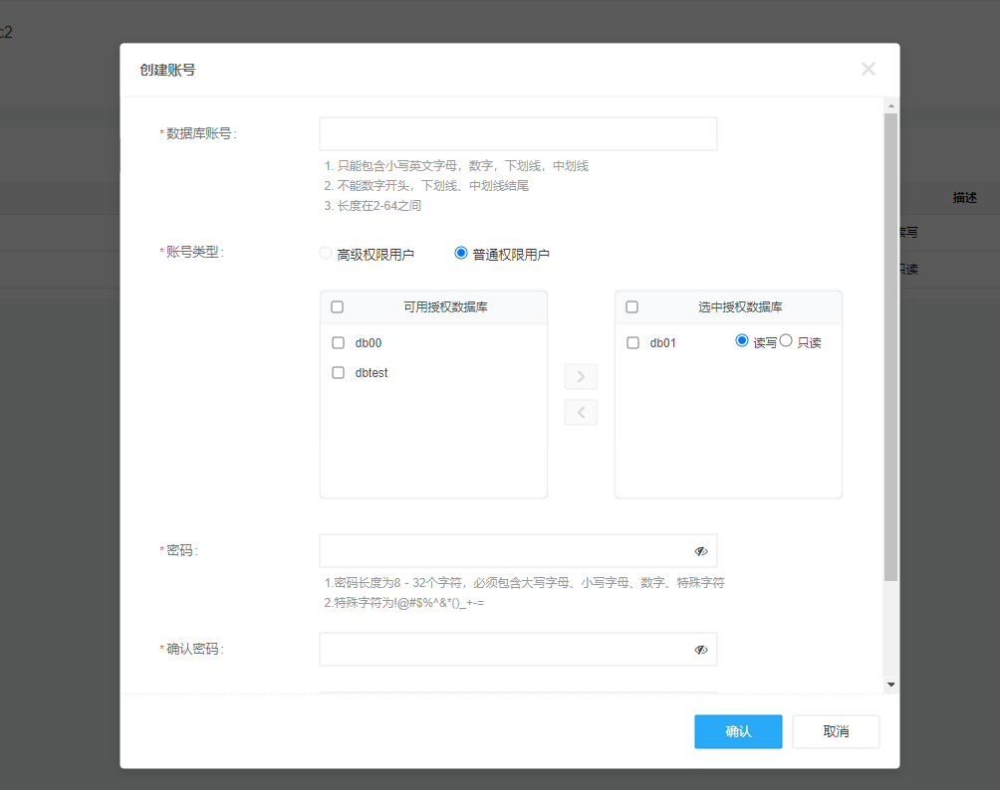 c2
创建账号
*数据库账号:
1. 只能包含小写英文字母，数字，下划线，中划线
2. 不能数字开头，下划线、中划线结尾
3. 长度在2-64之间
描述
读写
只读
*账号类型:
高级权限用户 普通权限用户
可用授权数据库 选中授权数据库
db00 db01 读写 只读
dbtest
*密码:
1.密码长度为8 - 32个字符，必须包含大写字母、小写字母、数字、特殊字符
2.特殊字符为!@#$%^&*()_+-=
*确认密码:
确认 取消